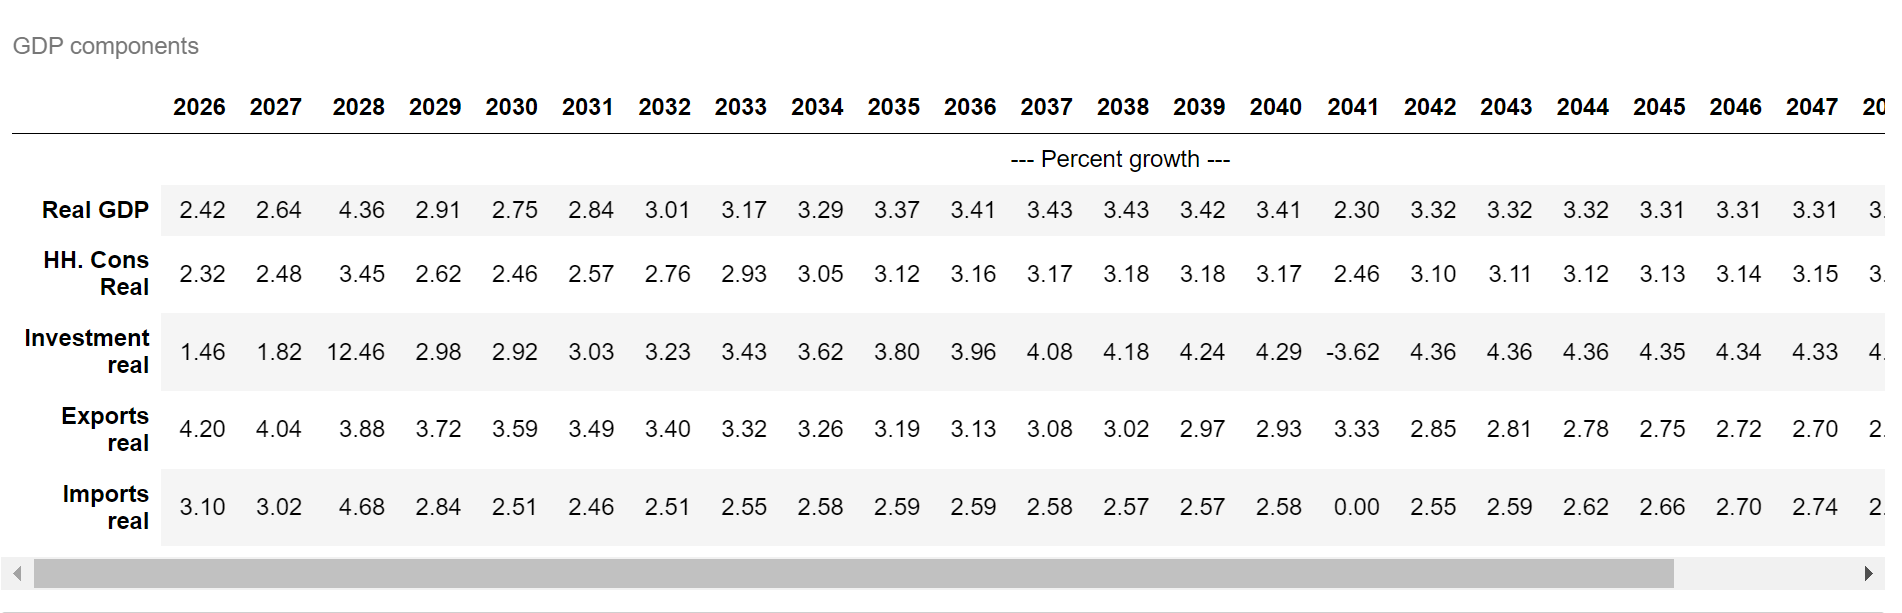 GDP components
2026 2027 2028 2029 2030 2031 2032 2033 2034 2035 2036 2037 2038 2039 2040 2041 2042 2043 2044 2045 2046 2047 20
--- Percent growth ---
Real GDP 2.42 2.64 4.36 2.91 2.75 2.84 3.01 3.17 3.29 3.37 3.41 3.43 3.43 3.42 3.41 2.30 3.32 3.32 3.32 3.31 3.31 3.31 3.
HH. Cons
Real 2.32 2.48 3.45 2.62 2.46 2.57 2.76 2.93 3.05 3.12 3.16 3.17 3.18 3.18 3.17 2.46 3.10 3.11 3.12 3.13 3.14 3.15 3.
Investment
real 1.46 1.82 12.46 2.98 2.92 3.03 3.23 3.43 3.62 3.80 3.96 4.08 4.18 4.24 4.29 -3.62 4.36 4.36 4.36 4.35 4.34 4.33 4.
Exports
real 4.20 4.04 3.88 3.72 3.59 3.49 3.40 3.32 3.26 3.19 3.13 3.08 3.02 2.97 2.93 3.33 2.85 2.81 2.78 2.75 2.72 2.70 2.
Imports
real 3.10 3.02 4.68 2.84 2.51 2.46 2.51 2.55 2.58 2.59 2.59 2.58 2.57 2.57 2.58 0.00 2.55 2.59 2.62 2.66 2.70 2.74 2.